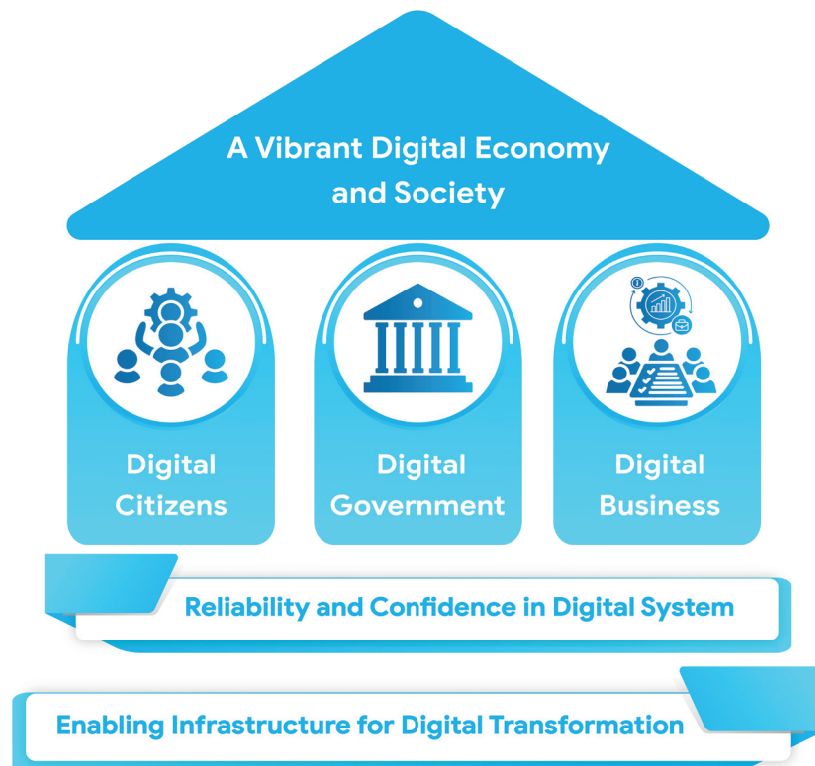 A Vibrant Digital Economy
and Society
Digital
Citizens
Digital
Government
Digital
Business
Reliability and Confidence in Digital System
Enabling Infrastructure for Digital Transformation